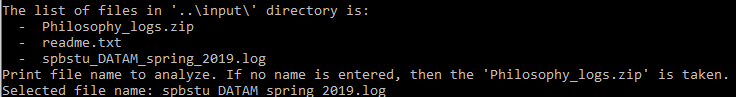 The list of files in '..\input\' directory is:
  -  Philosophy_logs.zip
  -  readme.txt
  -  spbstu_DATAM_spring_2019.log
Print file name to analyze. If no name is entered, then the 'Philosophy_logs.zip' is taken.
Selected file name: spbstu_DATAM_spring_2019.log